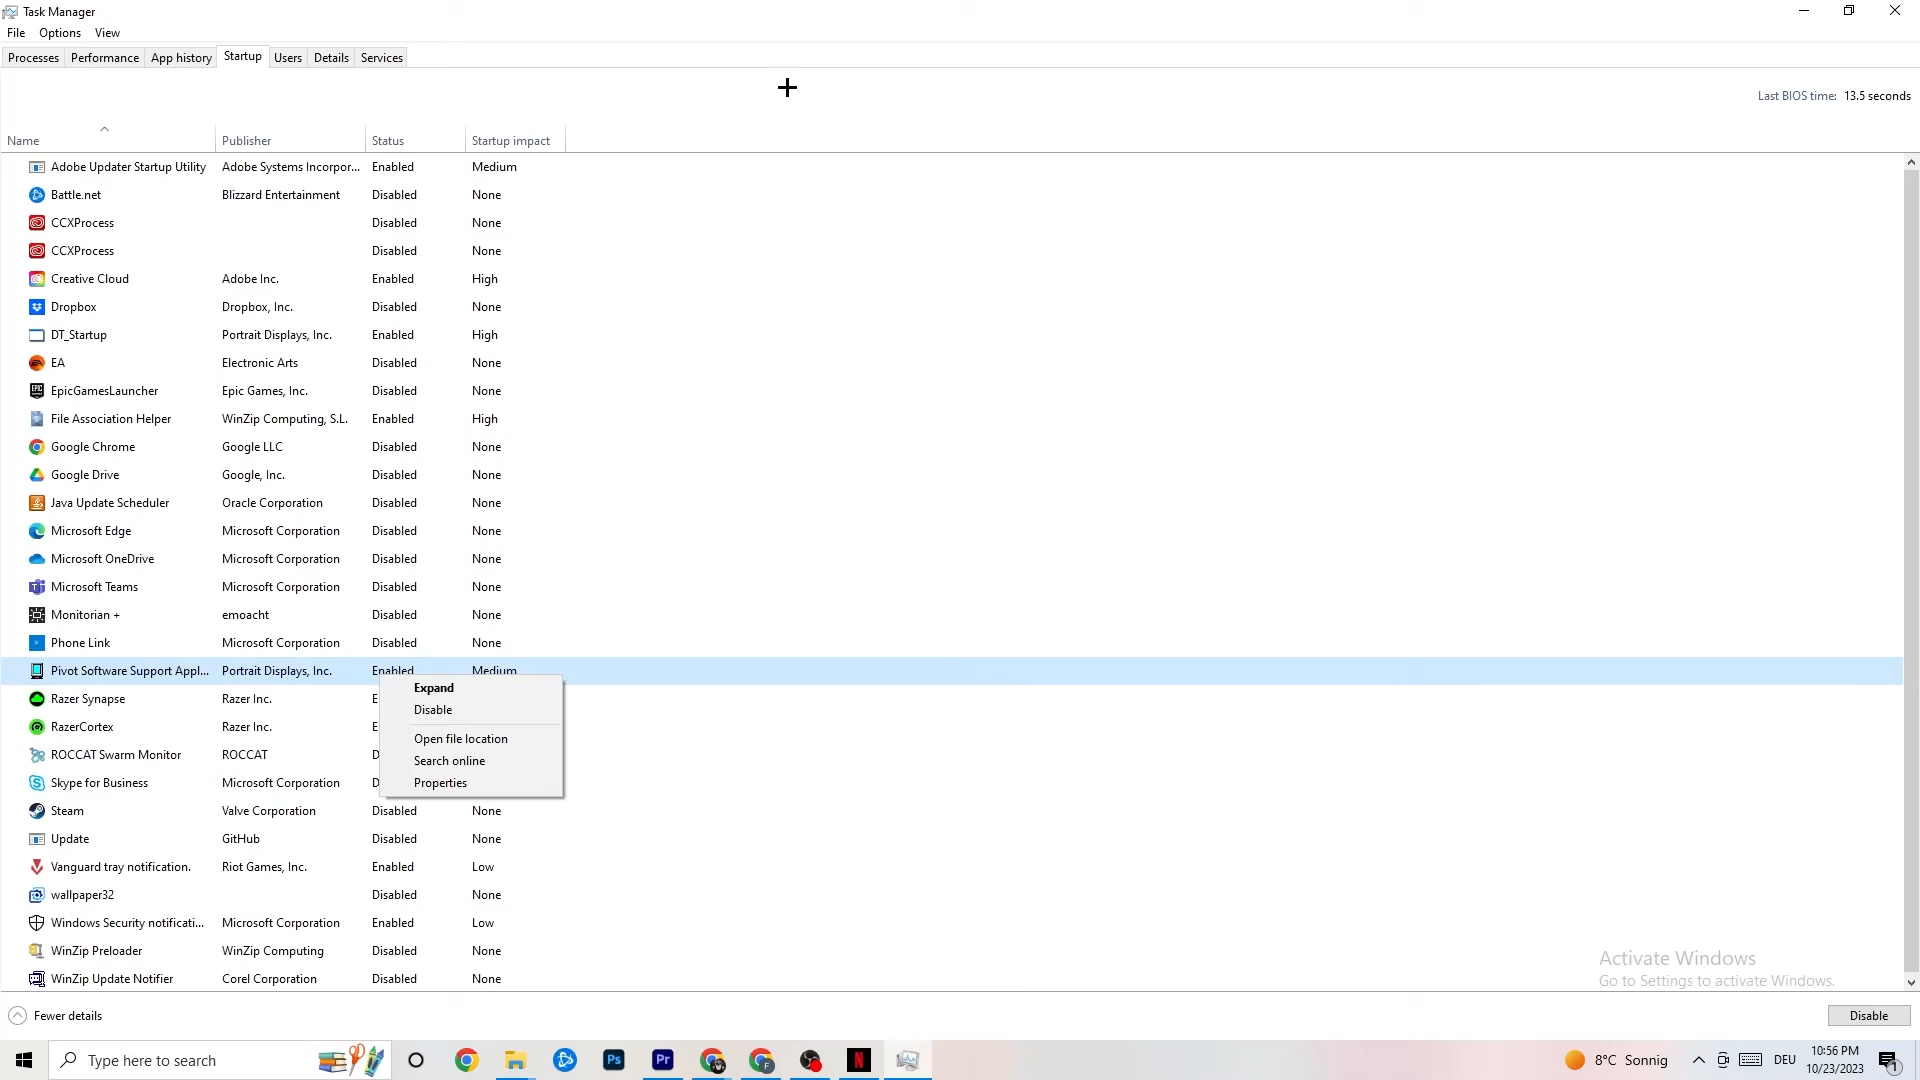 Task Manager
File Options View
Processes Performance App history Startup Users Details Services
Last BIOS time: 13.5 seconds
Name Publisher Status Startup impact
Adobe Updater Startup Utility Adobe Systems Incorpor... Enabled Medium
Battle.net Blizzard Entertainment Disabled None
CCXProcess Disabled None
CCXProcess Disabled None
Creative Cloud Adobe Inc. Enabled High
Dropbox Dropbox, Inc. Disabled None
DT_Startup Portrait Displays, Inc. Enabled High
EA Electronic Arts Disabled None
EpicGamesLauncher Epic Games, Inc. Disabled None
File Association Helper WinZip Computing, S.L. Enabled High
Google Chrome Google LLC Disabled None
Google Drive Google, Inc. Disabled None
Java Update Scheduler Oracle Corporation Disabled None
Microsoft Edge Microsoft Corporation Disabled None
Microsoft OneDrive Microsoft Corporation Disabled None
Microsoft Teams Microsoft Corporation Disabled None
Monitorian + emoacht Disabled None
Phone Link Microsoft Corporation Disabled None
Pivot Software Support Appl... Portrait Displays, Inc. Enabled Medium
Razer Synapse Razer Inc. E
RazerCortex Razer Inc. E
ROCCAT Swarm Monitor ROCCAT D
Skype for Business Microsoft Corporation D
Expand
Disable
Open file location
Search online
Properties
Steam Valve Corporation Disabled None
Update GitHub Disabled None
Vanguard tray notification. Riot Games, Inc. Enabled Low
wallpaper32 Disabled None
Windows Security notificati... Microsoft Corporation Enabled Low
WinZip Preloader WinZip Computing Disabled None
WinZip Update Notifier Corel Corporation Disabled None
Activate Windows
Go to Settings to activate Windows.
Fewer details Disable
Type here to search Ps Pr F N 8°C Sonnig DEU 10:56 PM
10/23/2023 1